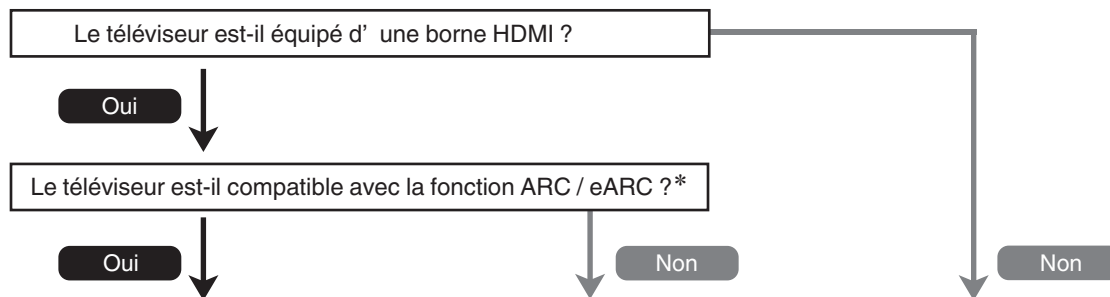 Le téléviseur est-il équipé d’ une borne HDMI ?
Oui
Le téléviseur est-il compatible avec la fonction ARC / eARC ?*
Oui
Non
Non